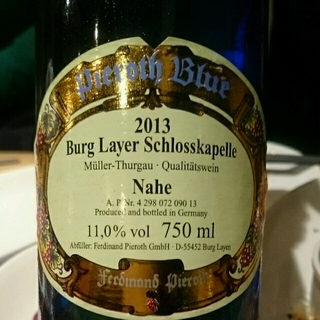 Pieroth Blue
2013
Burg Layer Schlosskapelle
Müller-Thurgau · Qualitätswein
Nahe
A. P. Nr. 4 298 072 090 13
Produced and bottled in Germany
11,0% vol 750 ml
Abfüller: Ferdinand Pieroth GmbH · D-55452 Burg Layen
Ferdinand Pieroth